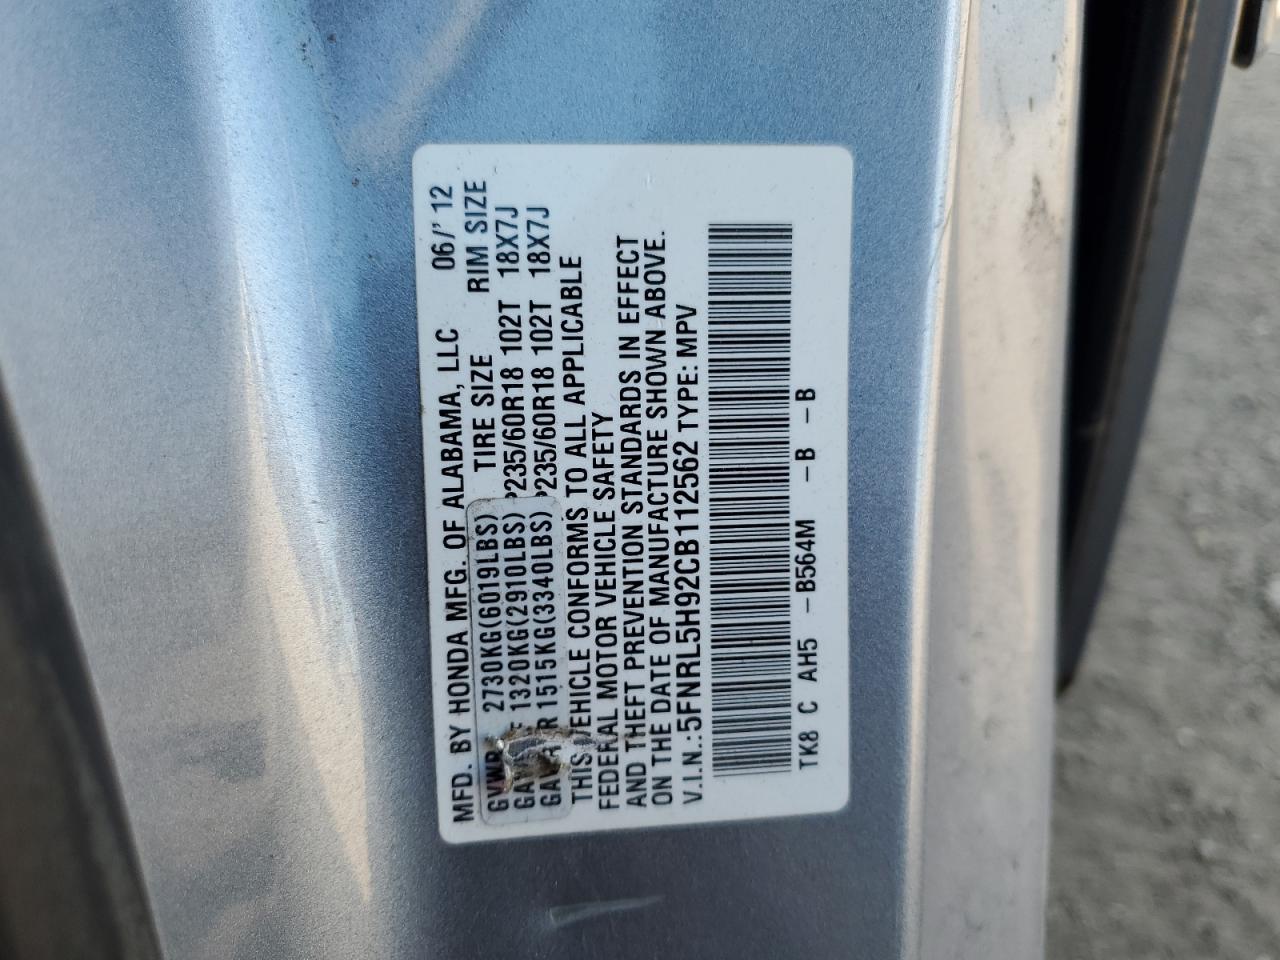 MFD. BY HONDA MFG. OF ALABAMA, LLC 06/'12
GVWR 2730KG(6019LBS) TIRE SIZE RIM SIZE
2910LBS) P235/60R18 102T 18X7J
1515KG(3340LBS) P235/60R18 102T 18X7J
THIS VEHICLE CONFORMS TO ALL APPLICABLE
FEDERAL MOTOR VEHICLE SAFETY
AND THEFT PREVENTION STANDARDS IN EFFECT
ON THE DATE OF MANUFACTURE SHOWN ABOVE.
V.I.N.:5FNRL5H92CB112562 TYPE: MPV
TK8 C AH5 -B564M -B -B